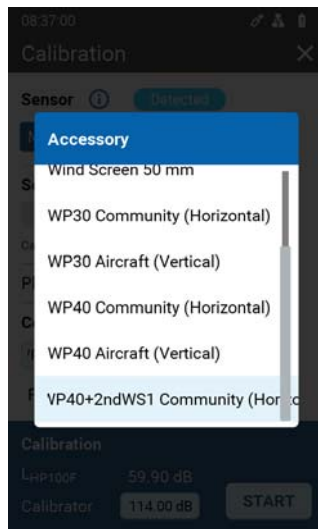 08:37:00
Calibration
Sensor
Detected
Accessory
Wind Screen 50 mm
WP30 Community (Horizontal)
WP30 Aircraft (Vertical)
WP40 Community (Horizontal)
WP40 Aircraft (Vertical)
VP40+2ndWS1 Community (Horizo
Calibration
LHP100F 59.90 dB
Calibrator 114.00 dB START